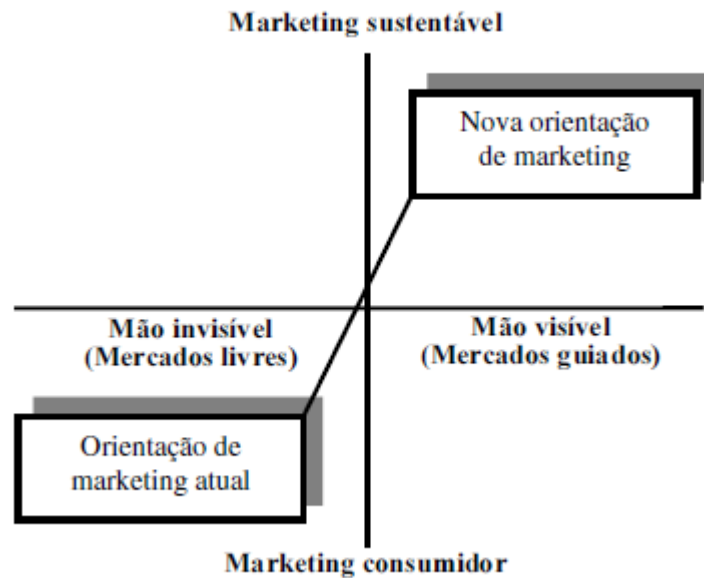 Marketing sustentável
Nova orientação
de marketing
Mão invisível
(Mercados livres)
Mão visível
(Mercados guiados)
Orientação de
marketing atual
Marketing consumidor